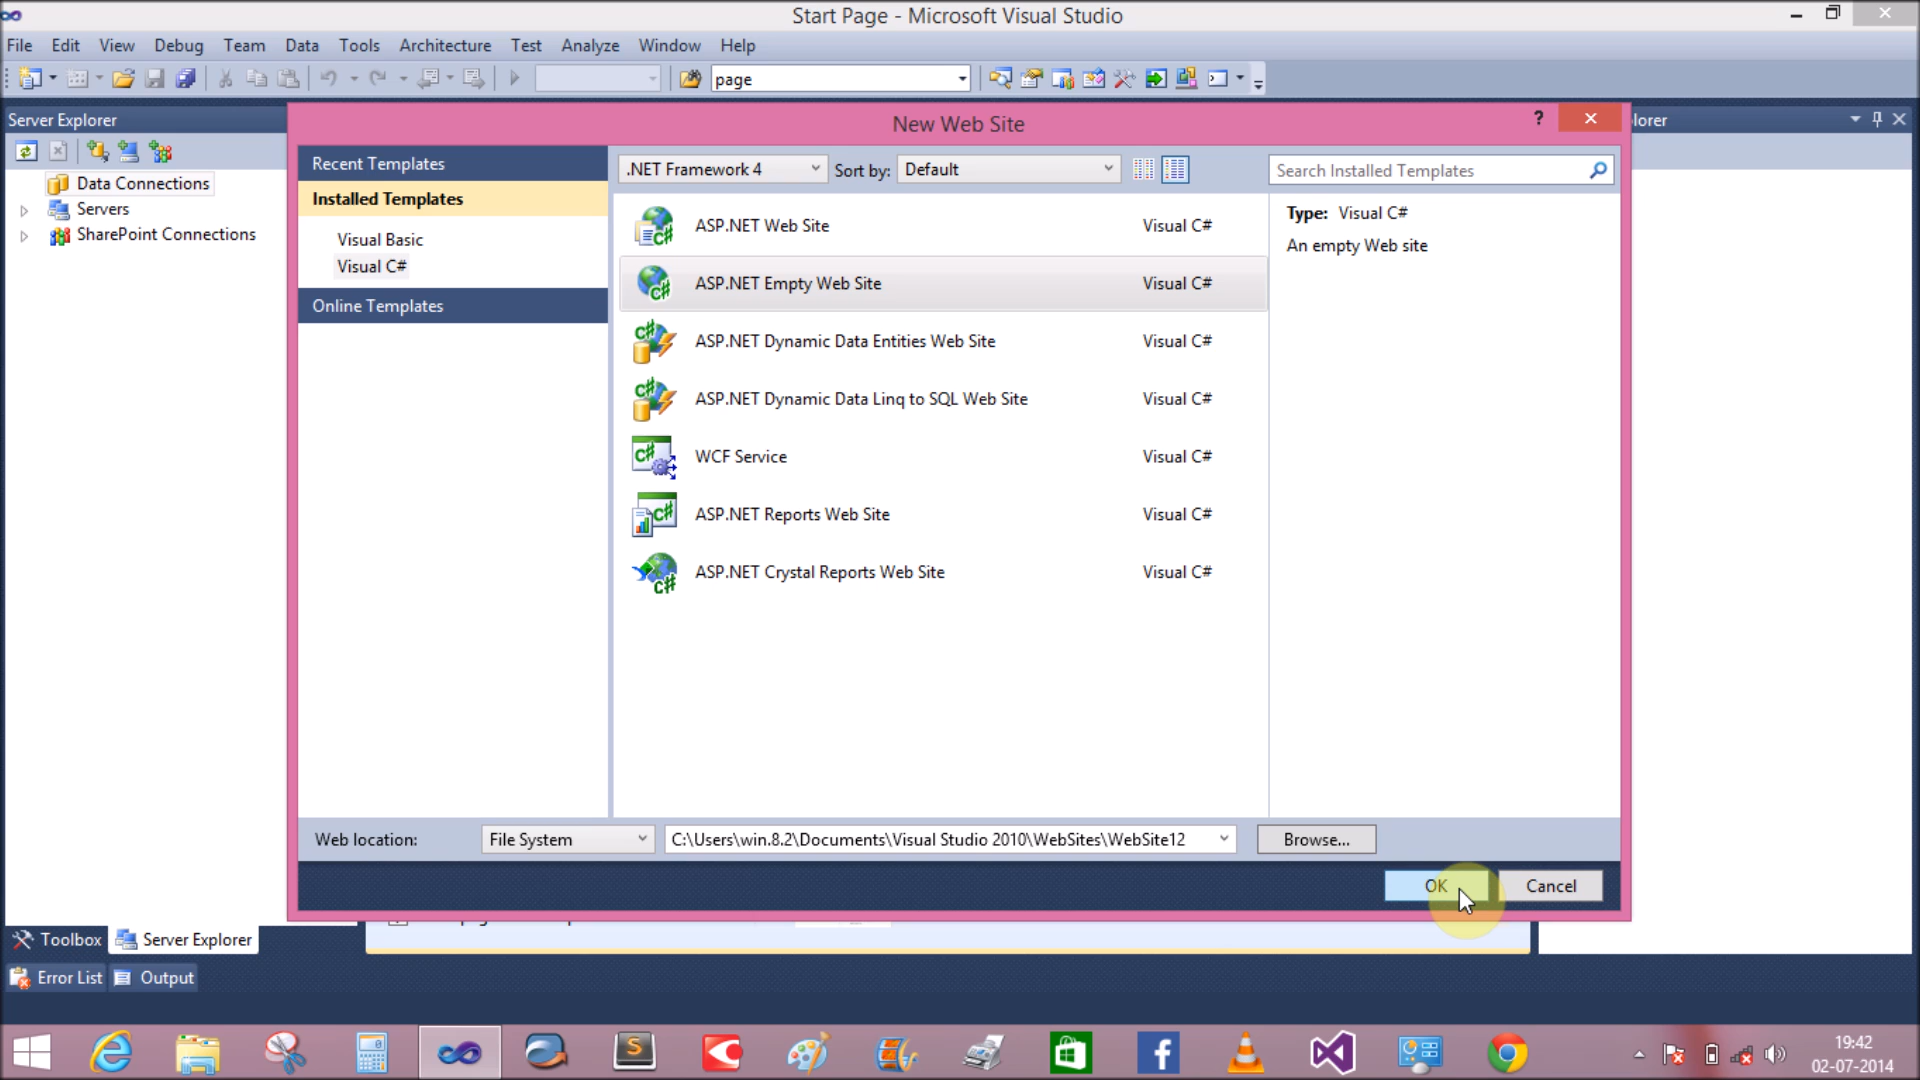 Start Page - Microsoft Visual Studio
File Edit View Debug Team Data Tools Architecture Test Analyze Window Help
page
Server Explorer
New Web Site
?
lorer
Recent Templates
.NET Framework 4
Sort by:
Default
Search Installed Templates
Data Connections
Servers
SharePoint Connections
Installed Templates
Visual Basic
Visual C#
Online Templates
ASP.NET Web Site Visual C#
ASP.NET Empty Web Site Visual C#
ASP.NET Dynamic Data Entities Web Site Visual C#
ASP.NET Dynamic Data Linq to SQL Web Site Visual C#
WCF Service Visual C#
ASP.NET Reports Web Site Visual C#
ASP.NET Crystal Reports Web Site Visual C#
Type: Visual C#
An empty Web site
Web location:
File System
C:\Users\win.8.2\Documents\Visual Studio 2010\WebSites\WebSite12
Browse...
OK
Cancel
Toolbox
Server Explorer
Error List
Output
19:42
02-07-2014